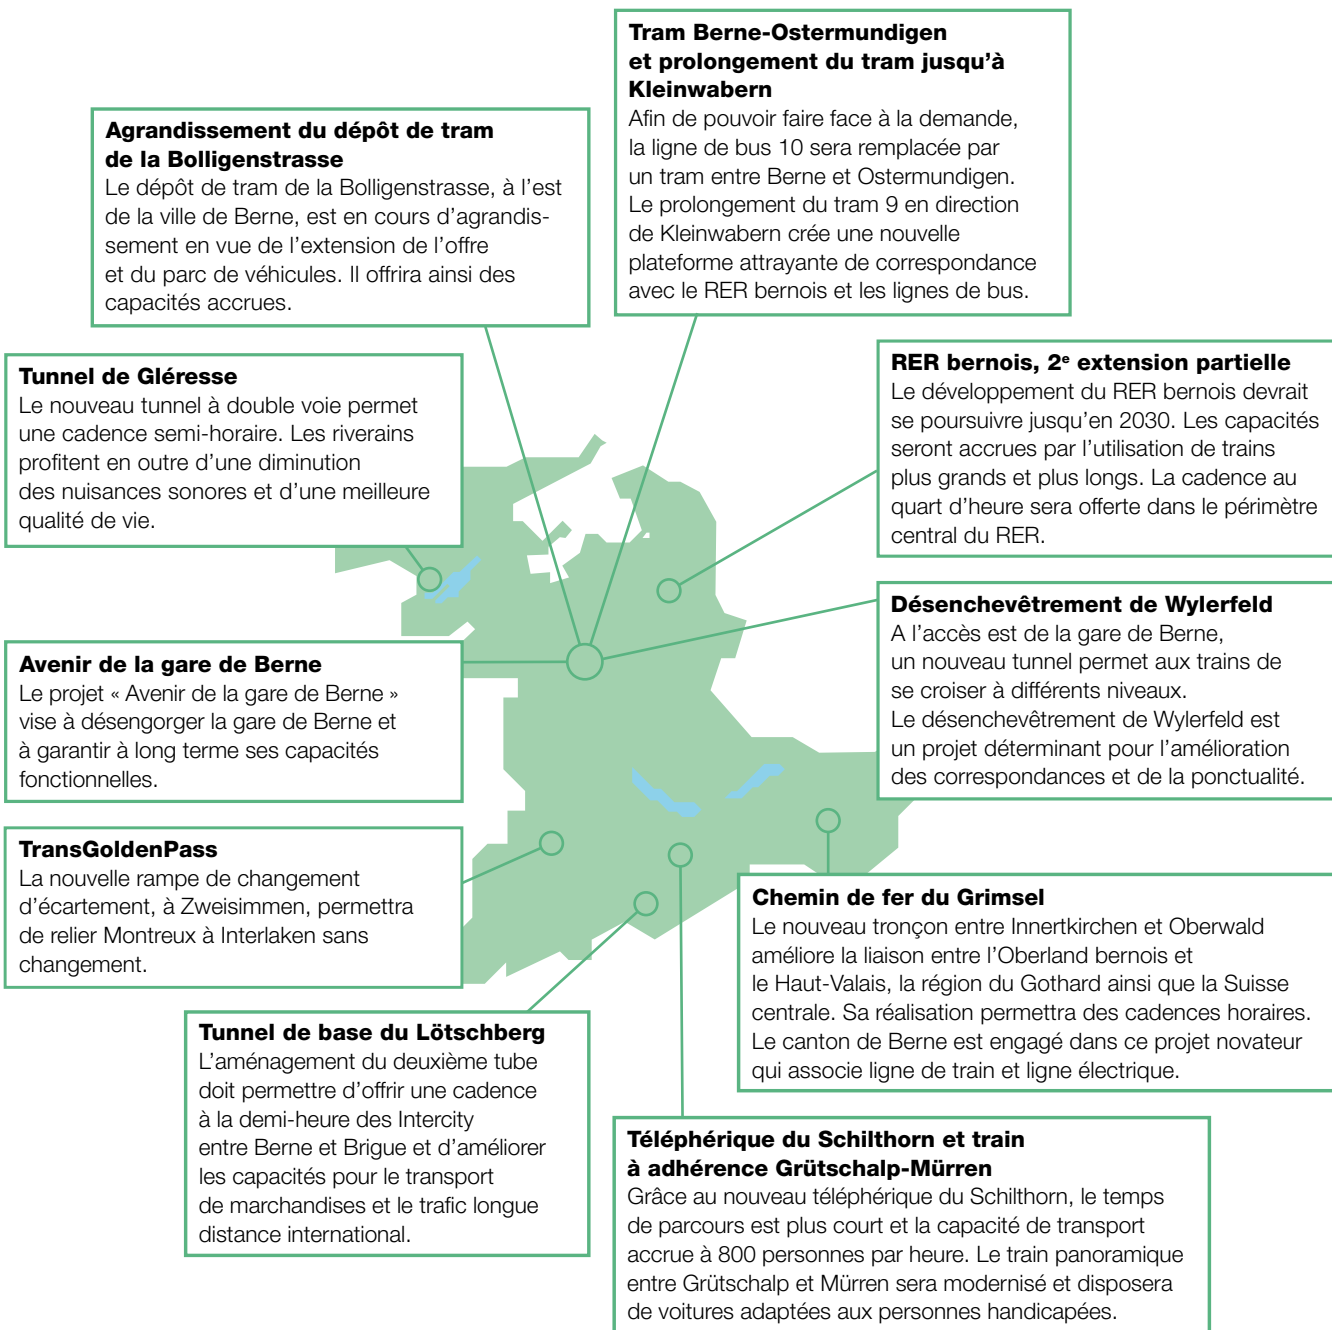 Tram Berne-Ostermundigen
et prolongement du tram jusqu’à
Kleinwabern
Afin de pouvoir faire face à la demande,
la ligne de bus 10 sera remplacée par
un tram entre Berne et Ostermundigen.
Le prolongement du tram 9 en direction
de Kleinwabern crée une nouvelle
plateforme attrayante de correspondance
avec le RER bernois et les lignes de bus.
Agrandissement du dépôt de tram
de la Bolligenstrasse
Le dépôt de tram de la Bolligenstrasse, à l’est
de la ville de Berne, est en cours d’agrandis-
sement en vue de l’extension de l’offre
et du parc de véhicules. Il offrira ainsi des
capacités accrues.
Tunnel de Gléresse
Le nouveau tunnel à double voie permet
une cadence semi-horaire. Les riverains
profitent en outre d’une diminution
des nuisances sonores et d’une meilleure
qualité de vie.
RER bernois, 2e extension partielle
Le développement du RER bernois devrait
se poursuivre jusqu’en 2030. Les capacités
seront accrues par l’utilisation de trains
plus grands et plus longs. La cadence au
quart d’heure sera offerte dans le périmètre
central du RER.
Désenchevêtrement de Wylerfeld
A l’accès est de la gare de Berne,
un nouveau tunnel permet aux trains de
se croiser à différents niveaux.
Le désenchevêtrement de Wylerfeld est
un projet déterminant pour l’amélioration
des correspondances et de la ponctualité.
Avenir de la gare de Berne
Le projet « Avenir de la gare de Berne »
vise à désengorger la gare de Berne et
à garantir à long terme ses capacités
fonctionnelles.
TransGoldenPass
La nouvelle rampe de changement
d’écartement, à Zweisimmen, permettra
de relier Montreux à Interlaken sans
changement.
Chemin de fer du Grimsel
Le nouveau tronçon entre Innertkirchen et Oberwald
améliore la liaison entre l’Oberland bernois et
le Haut-Valais, la région du Gothard ainsi que la Suisse
centrale. Sa réalisation permettra des cadences horaires.
Le canton de Berne est engagé dans ce projet novateur
qui associe ligne de train et ligne électrique.
Tunnel de base du Lötschberg
L’aménagement du deuxième tube
doit permettre d’offrir une cadence
à la demi-heure des Intercity
entre Berne et Brigue et d’améliorer
les capacités pour le transport
de marchandises et le trafic longue
distance international.
Téléphérique du Schilthorn et train
à adhérence Grütschalp-Mürren
Grâce au nouveau téléphérique du Schilthorn, le temps
de parcours est plus court et la capacité de transport
accrue à 800 personnes par heure. Le train panoramique
entre Grütschalp et Mürren sera modernisé et disposera
de voitures adaptées aux personnes handicapées.